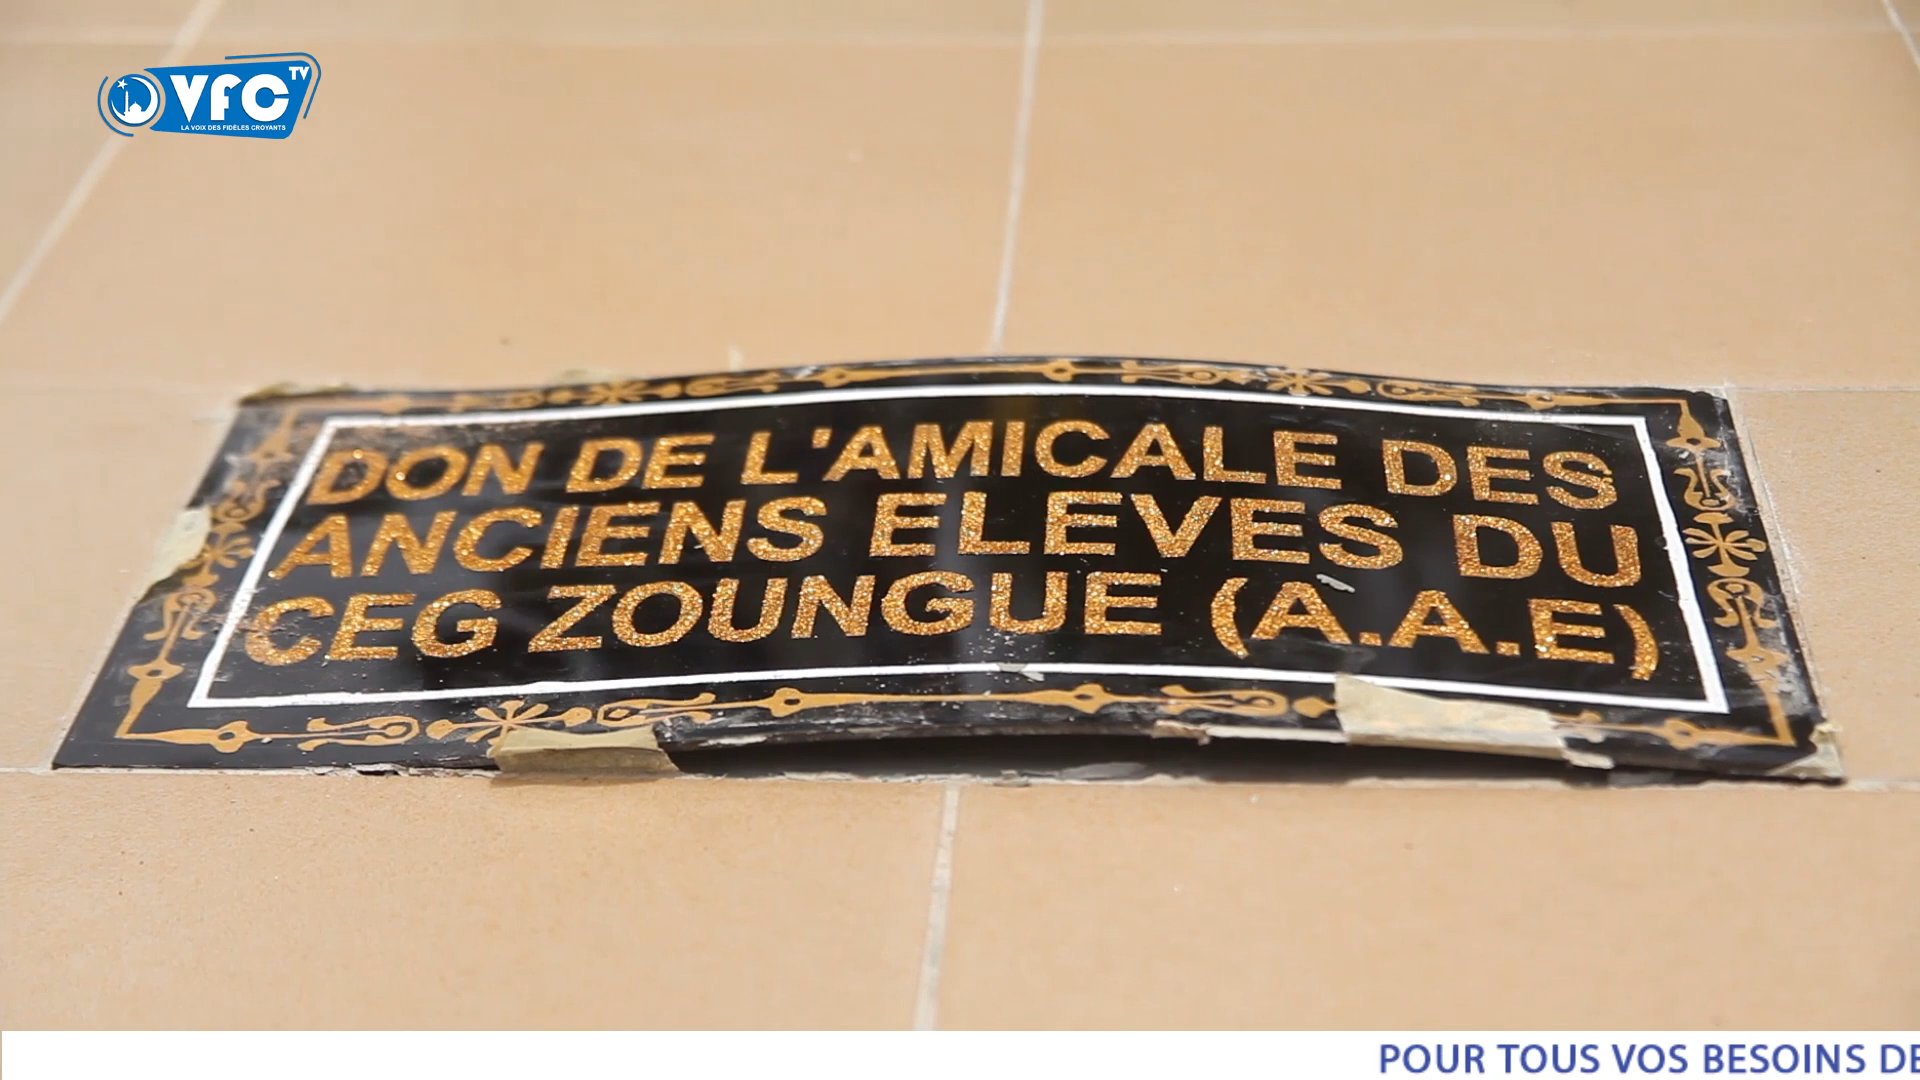 VFC TV
LA VOIX DES FIDÈLES CROYANTS
DON DE L'AMICALE DES
ANCIENS ELEVES DU
CEG ZOUNGUE (A.A.E)
POUR TOUS VOS BESOINS DE